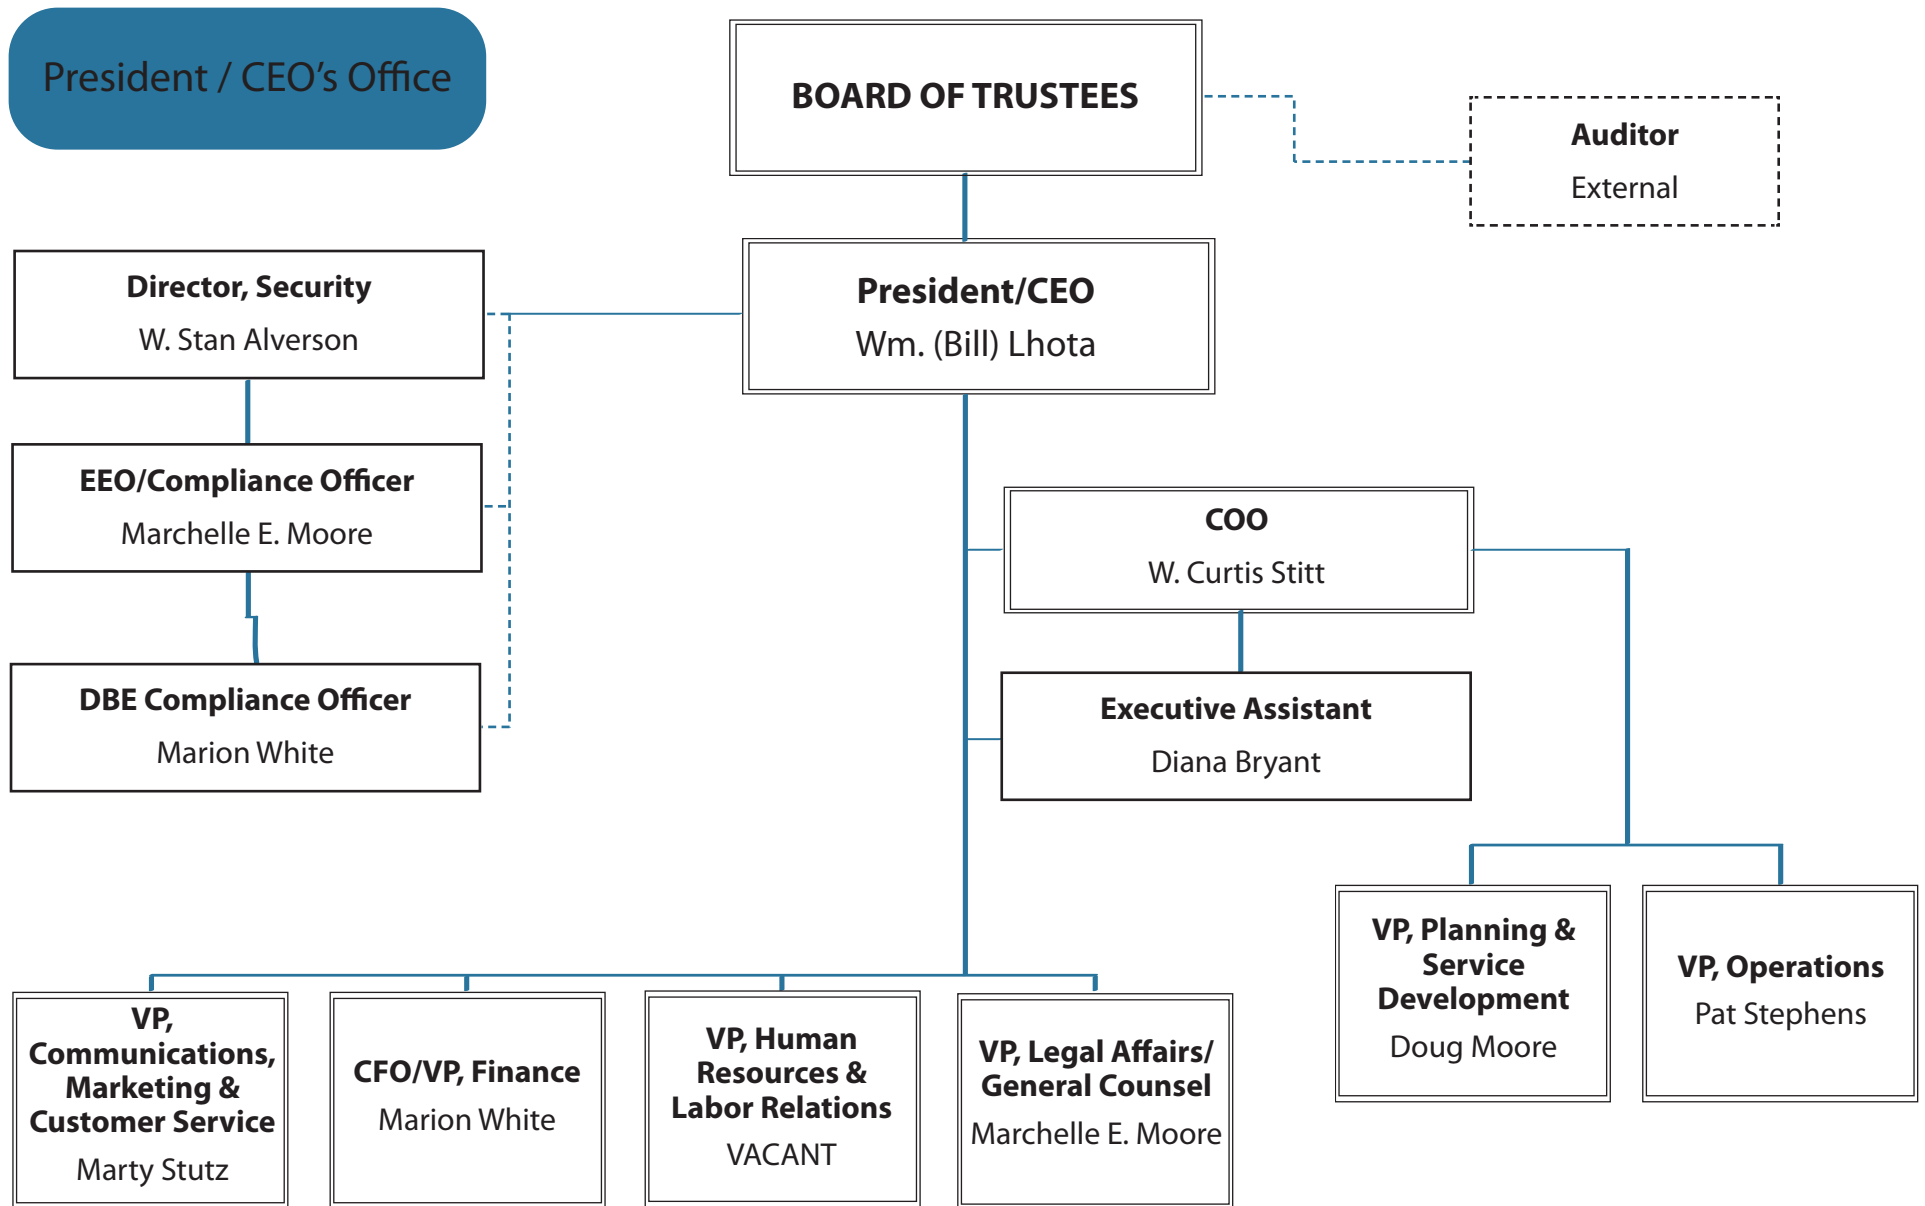 President / CEO's Office
BOARD OF TRUSTEES
Auditor
External
Director, Security
W. Stan Alverson
President/CEO
Wm. (Bill) Lhota
EEO/Compliance Officer
Marchelle E. Moore
COO
W. Curtis Stitt
DBE Compliance Officer
Marion White
Executive Assistant
Diana Bryant
VP, Planning &
Service
Development
Doug Moore
VP, Operations
Pat Stephens
VP,
Communications,
Marketing &
Customer Service
Marty Stutz
CFO/VP, Finance
Marion White
VP, Human
Resources &
Labor Relations
VACANT
VP, Legal Affairs/
General Counsel
Marchelle E. Moore